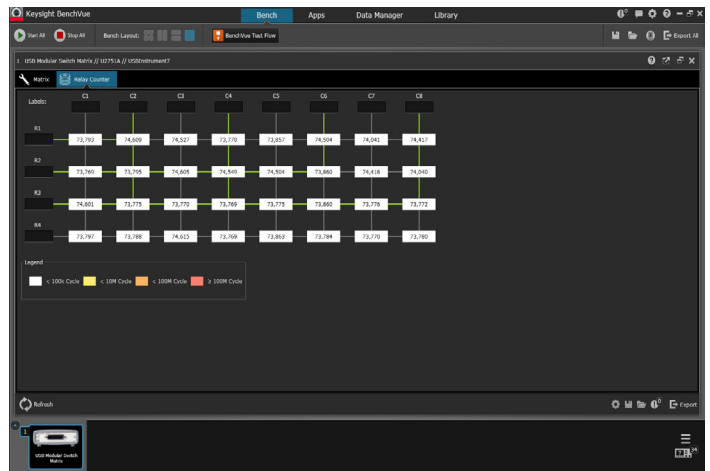 Keysight BenchVue
Bench Apps Data Manager Library
Start All Stop All Bench Layout: BenchVue Test Flow Export All
1 USB Modular Switch Matrix // U2751A // USBInstrument7
Matrix Relay Counter
Labels: C1 C2 C3 C4 C5 C6 C7 C8
R1
73,793 74,609 74,527 73,770 73,857 74,504 74,041 74,417
R2
73,769 73,705 74,605 74,549 74,504 73,860 74,416 74,040
R3
74,601 73,775 73,770 73,769 73,775 73,860 73,776 73,772
R4
73,797 73,788 74,615 73,769 73,863 73,784 73,770 73,780
Legend
< 100k Cycle < 10M Cycle < 100M Cycle ≥ 100M Cycle
Refresh Export
1
USB Modular Switch
Matrix